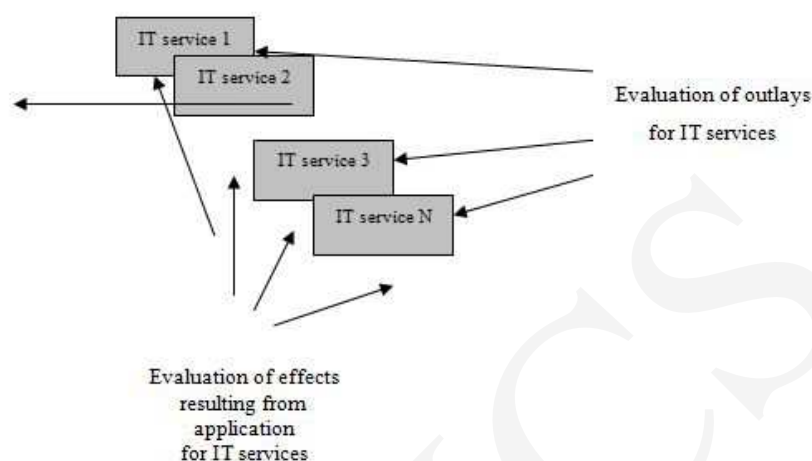 IT service 1
IT service 2
Evaluation of outlays
for IT services
IT service 3
IT service N
Evaluation of effects
resulting from
application
for IT services